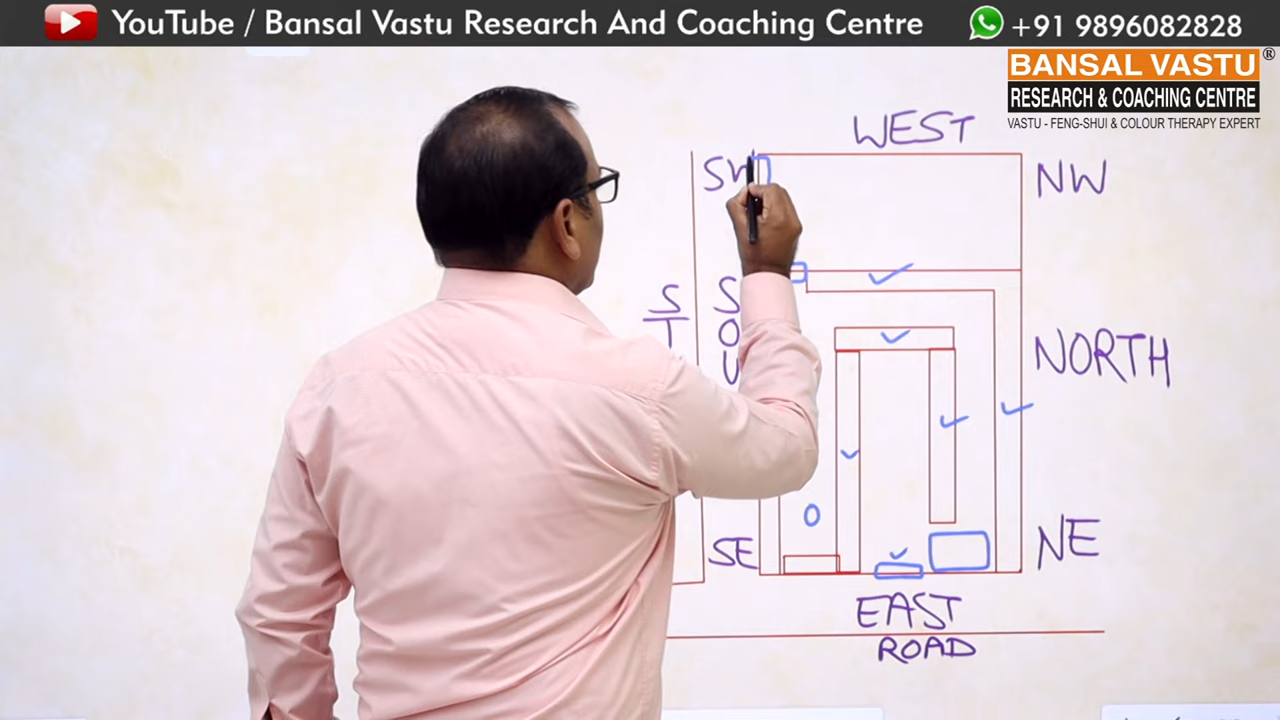 YouTube / Bansal Vastu Research And Coaching Centre
+91 9896082828
BANSAL VASTU®
RESEARCH & COACHING CENTRE
VASTU - FENG-SHUI & COLOUR THERAPY EXPERT
WEST
SW
NW
S
T
S
O
U
NORTH
SE
NE
EAST
ROAD